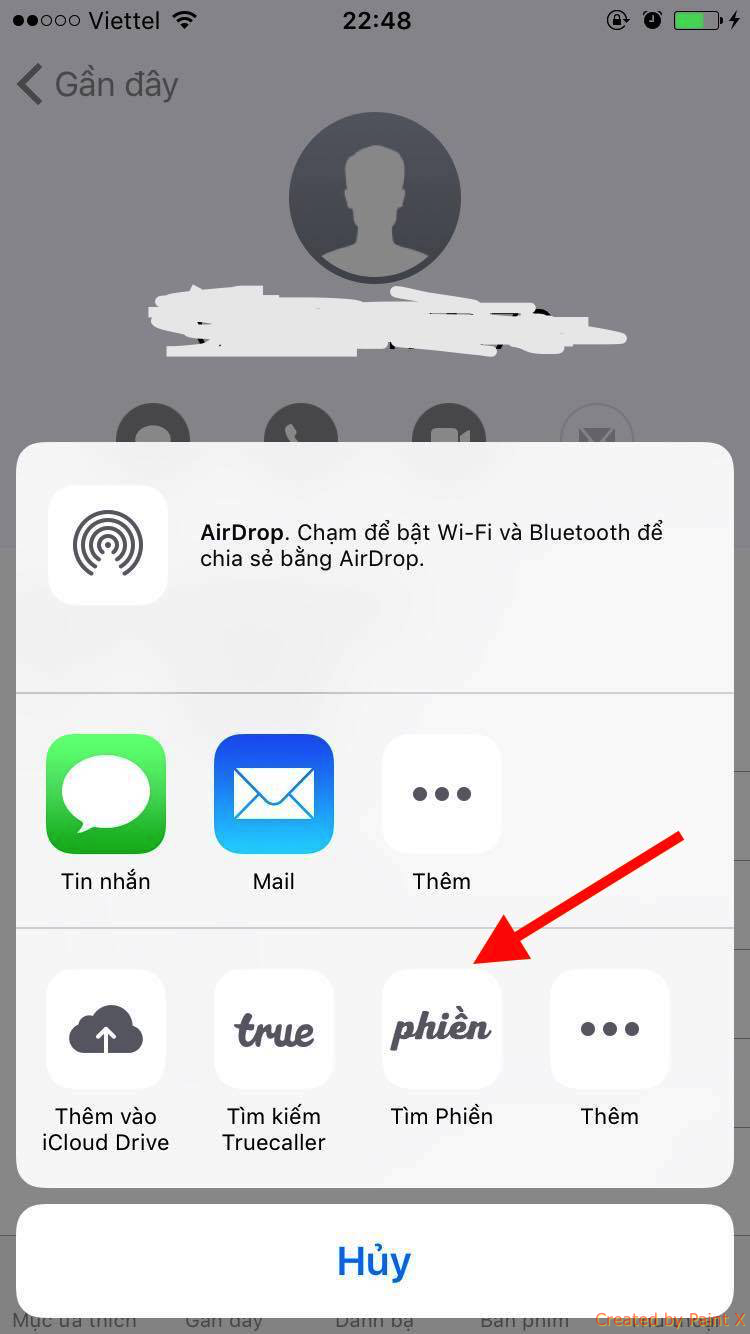 Viettel 22:48
Gần đây
AirDrop. Chạm để bật Wi-Fi và Bluetooth để
chia sẻ bằng AirDrop.
Tin nhắn Mail Thêm
true phiền
Thêm vào Tìm kiếm Tìm Phiền Thêm
iCloud Drive Truecaller
Hủy
Mục ưa thích Gần đây Danh bạ Bàn phím
Created by Paint X